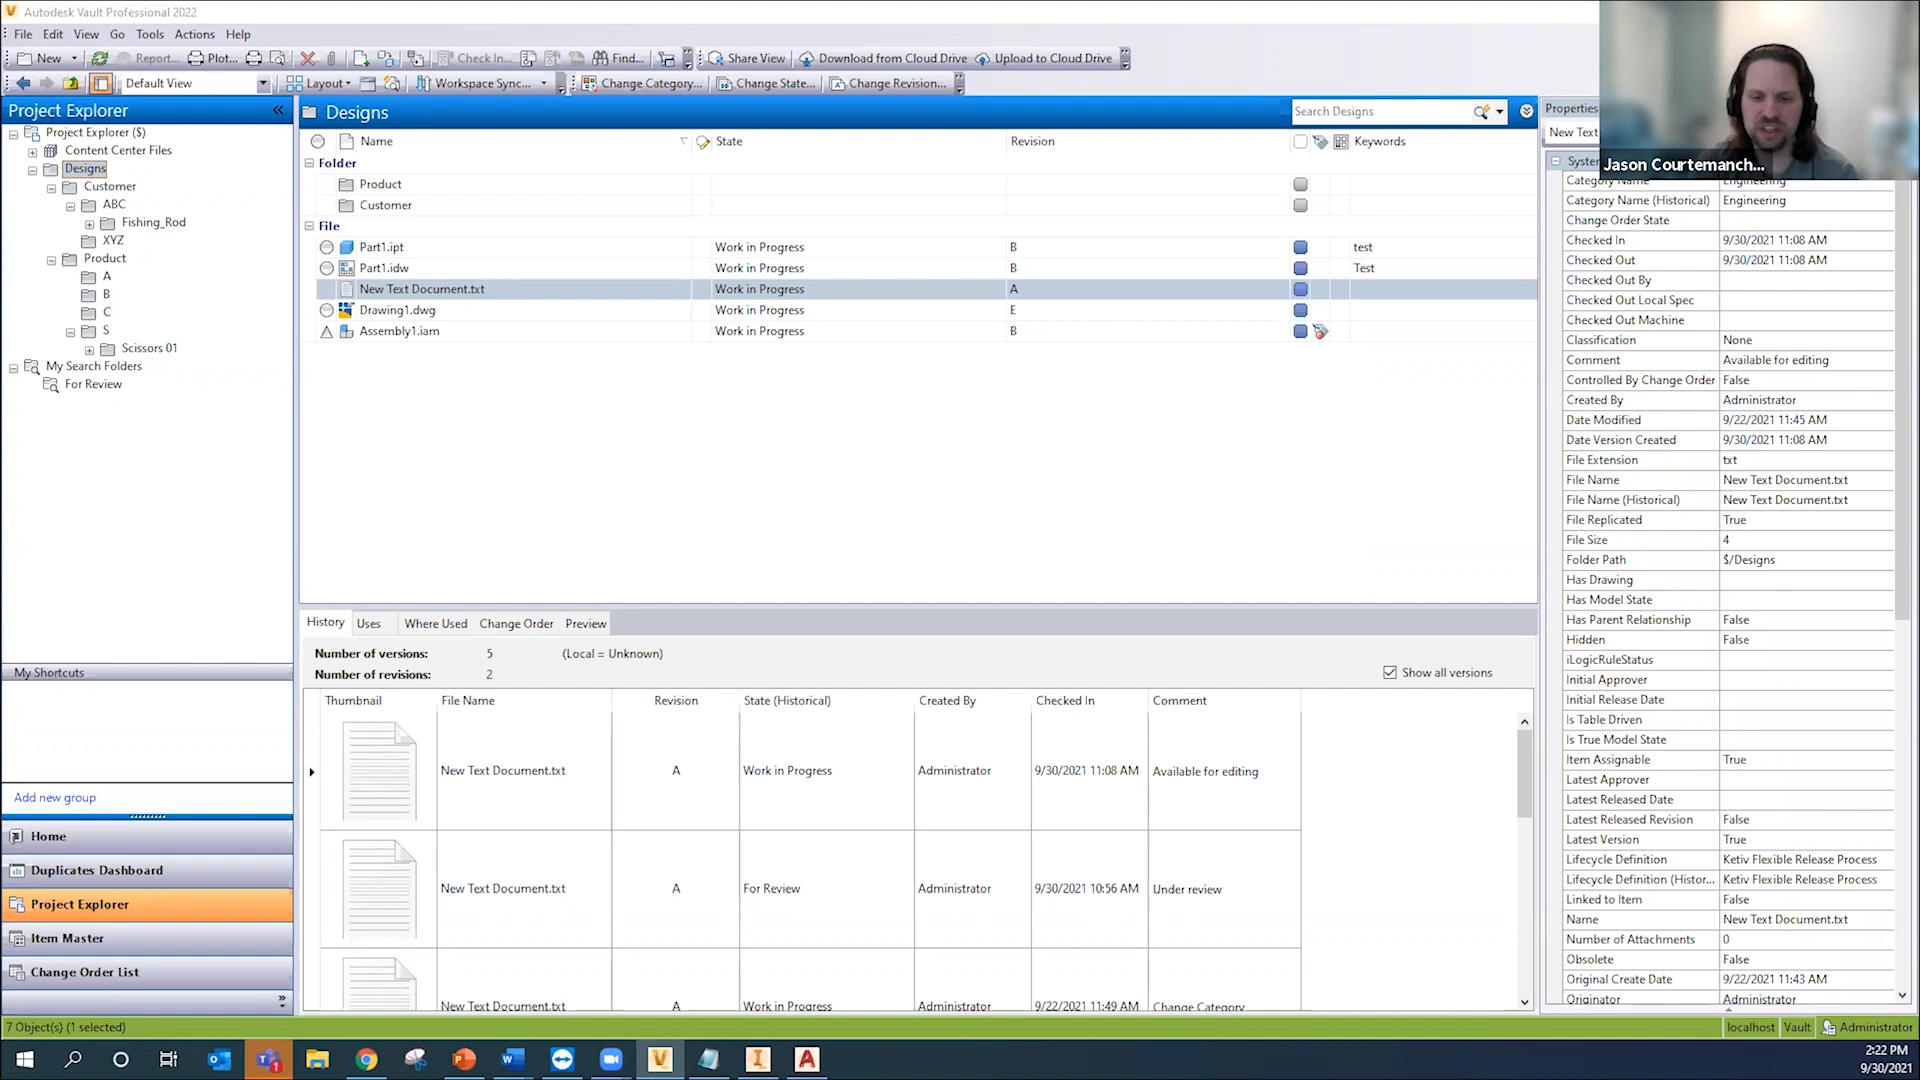 Autodesk Vault Professional 2022
File Edit View Go Tools Actions Help
New Report... Plot... Check In... Find... Share View Download from Cloud Drive Upload to Cloud Drive
Default View Layout Workspace Sync... Change Category... Change State... Change Revision...
Project Explorer «
Project Explorer ($)
Content Center Files
Designs
Customer
ABC
Fishing_Rod
XYZ
Product
A
B
C
S
Scissors 01
My Search Folders
For Review
My Shortcuts
Add new group
Home
Duplicates Dashboard
Project Explorer
Item Master
Change Order List
Designs Search Designs
Name State Revision Keywords
Folder
Product
Customer
File
Part1.ipt Work in Progress B test
Part1.idw Work in Progress B Test
New Text Document.txt Work in Progress A
Drawing1.dwg Work in Progress E
Assembly1.iam Work in Progress B
History Uses Where Used Change Order Preview
Number of versions: 5 (Local = Unknown)
Number of revisions: 2 Show all versions
Thumbnail File Name Revision State (Historical) Created By Checked In Comment
New Text Document.txt A Work in Progress Administrator 9/30/2021 11:08 AM Available for editing
New Text Document.txt A For Review Administrator 9/30/2021 10:56 AM Under review
New Text Document.txt A Work in Progress Administrator 9/22/2021 11:49 AM Change Category
Properties
New Text
Jason Courtemanch...
Syste
Category Name Engineering
Category Name (Historical) Engineering
Change Order State
Checked In 9/30/2021 11:08 AM
Checked Out 9/30/2021 11:08 AM
Checked Out By
Checked Out Local Spec
Checked Out Machine
Classification None
Comment Available for editing
Controlled By Change Order False
Created By Administrator
Date Modified 9/22/2021 11:45 AM
Date Version Created 9/30/2021 11:08 AM
File Extension txt
File Name New Text Document.txt
File Name (Historical) New Text Document.txt
File Replicated True
File Size 4
Folder Path $/Designs
Has Drawing
Has Model State
Has Parent Relationship False
Hidden False
iLogicRuleStatus
Initial Approver
Initial Release Date
Is Table Driven
Is True Model State
Item Assignable True
Latest Approver
Latest Released Date
Latest Released Revision False
Latest Version True
Lifecycle Definition Ketiv Flexible Release Process
Lifecycle Definition (Histor... Ketiv Flexible Release Process
Linked to Item False
Name New Text Document.txt
Number of Attachments 0
Obsolete False
Original Create Date 9/22/2021 11:43 AM
Originator Administrator
7 Object(s) (1 selected) localhost Vault Administrator
2:22 PM
9/30/2021